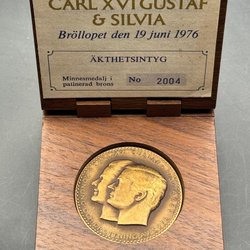 CARL XVI GUSTAF
& SILVIA
Bröllopet den 19 juni 1976
ÄKTHETSINTYG
Minnesmedalj i
patinerad brons
No 2004